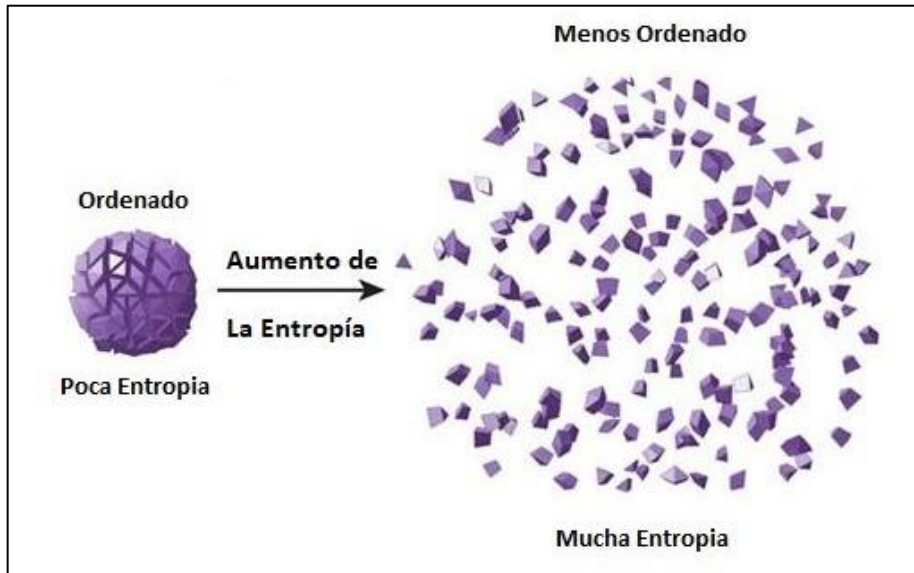 Menos Ordenado
Ordenado
Aumento de
La Entropía
Poca Entropia
Mucha Entropia